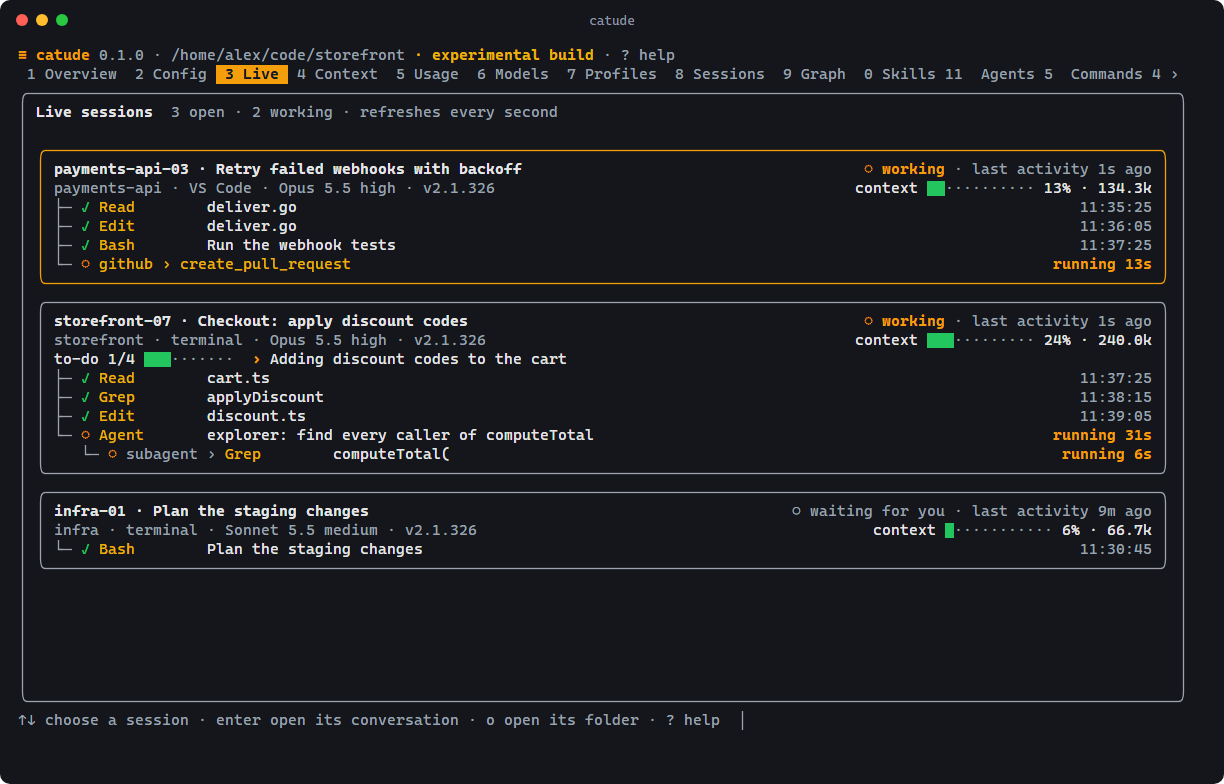 catude
≡ catude 0.1.0 · /home/alex/code/storefront · experimental build · ? help
1 Overview 2 Config 3 Live 4 Context 5 Usage 6 Models 7 Profiles 8 Sessions 9 Graph 0 Skills 11 Agents 5 Commands 4 ›
Live sessions 3 open · 2 working · refreshes every second
payments-api-03 · Retry failed webhooks with backoff ○ working · last activity 1s ago
payments-api · VS Code · Opus 5.5 high · v2.1.326 context ·········· 13% · 134.3k
├─ ✓ Read deliver.go 11:35:25
├─ ✓ Edit deliver.go 11:36:05
├─ ✓ Bash Run the webhook tests 11:37:25
└─ ○ github › create_pull_request running 13s
storefront-07 · Checkout: apply discount codes ○ working · last activity 1s ago
storefront · terminal · Opus 5.5 high · v2.1.326 context ········· 24% · 240.0k
to-do 1/4 ······· › Adding discount codes to the cart
├─ ✓ Read cart.ts 11:37:25
├─ ✓ Grep applyDiscount 11:38:15
├─ ✓ Edit discount.ts 11:39:05
└─ ○ Agent explorer: find every caller of computeTotal running 31s
└─ ○ subagent › Grep computeTotal( running 6s
infra-01 · Plan the staging changes ○ waiting for you · last activity 9m ago
infra · terminal · Sonnet 5.5 medium · v2.1.326 context ··········· 6% · 66.7k
└─ ✓ Bash Plan the staging changes 11:30:45
↑↓ choose a session · enter open its conversation · o open its folder · ? help